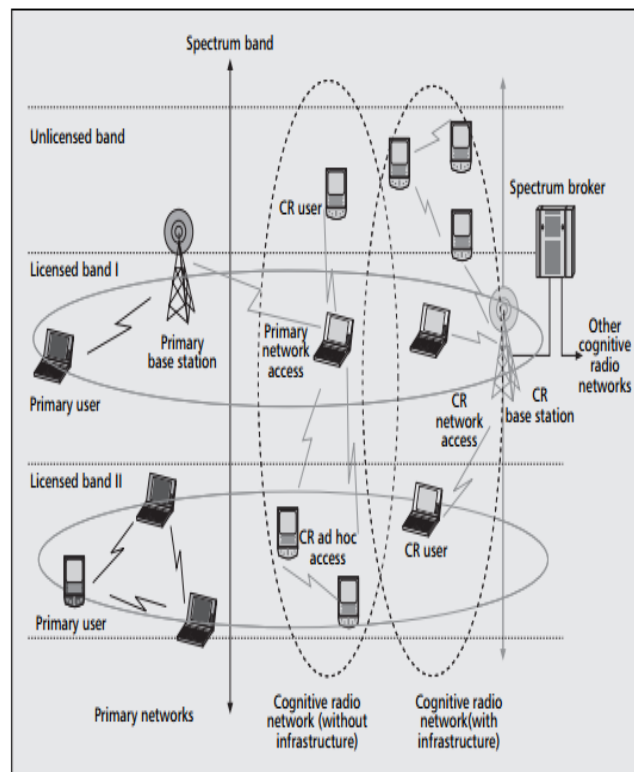 Spectrum band
Unlicensed band
CR user
Spectrum broker
Licensed band I
Primary
base station
Primary
network
access
Primary user
CR
network
access
CR
base station
Other
cognitive
radio
networks
Licensed band II
CR ad hoc
access
CR user
Primary user
Primary networks
Cognitive radio
network (without
infrastructure)
Cognitive radio
network(with
infrastructure)